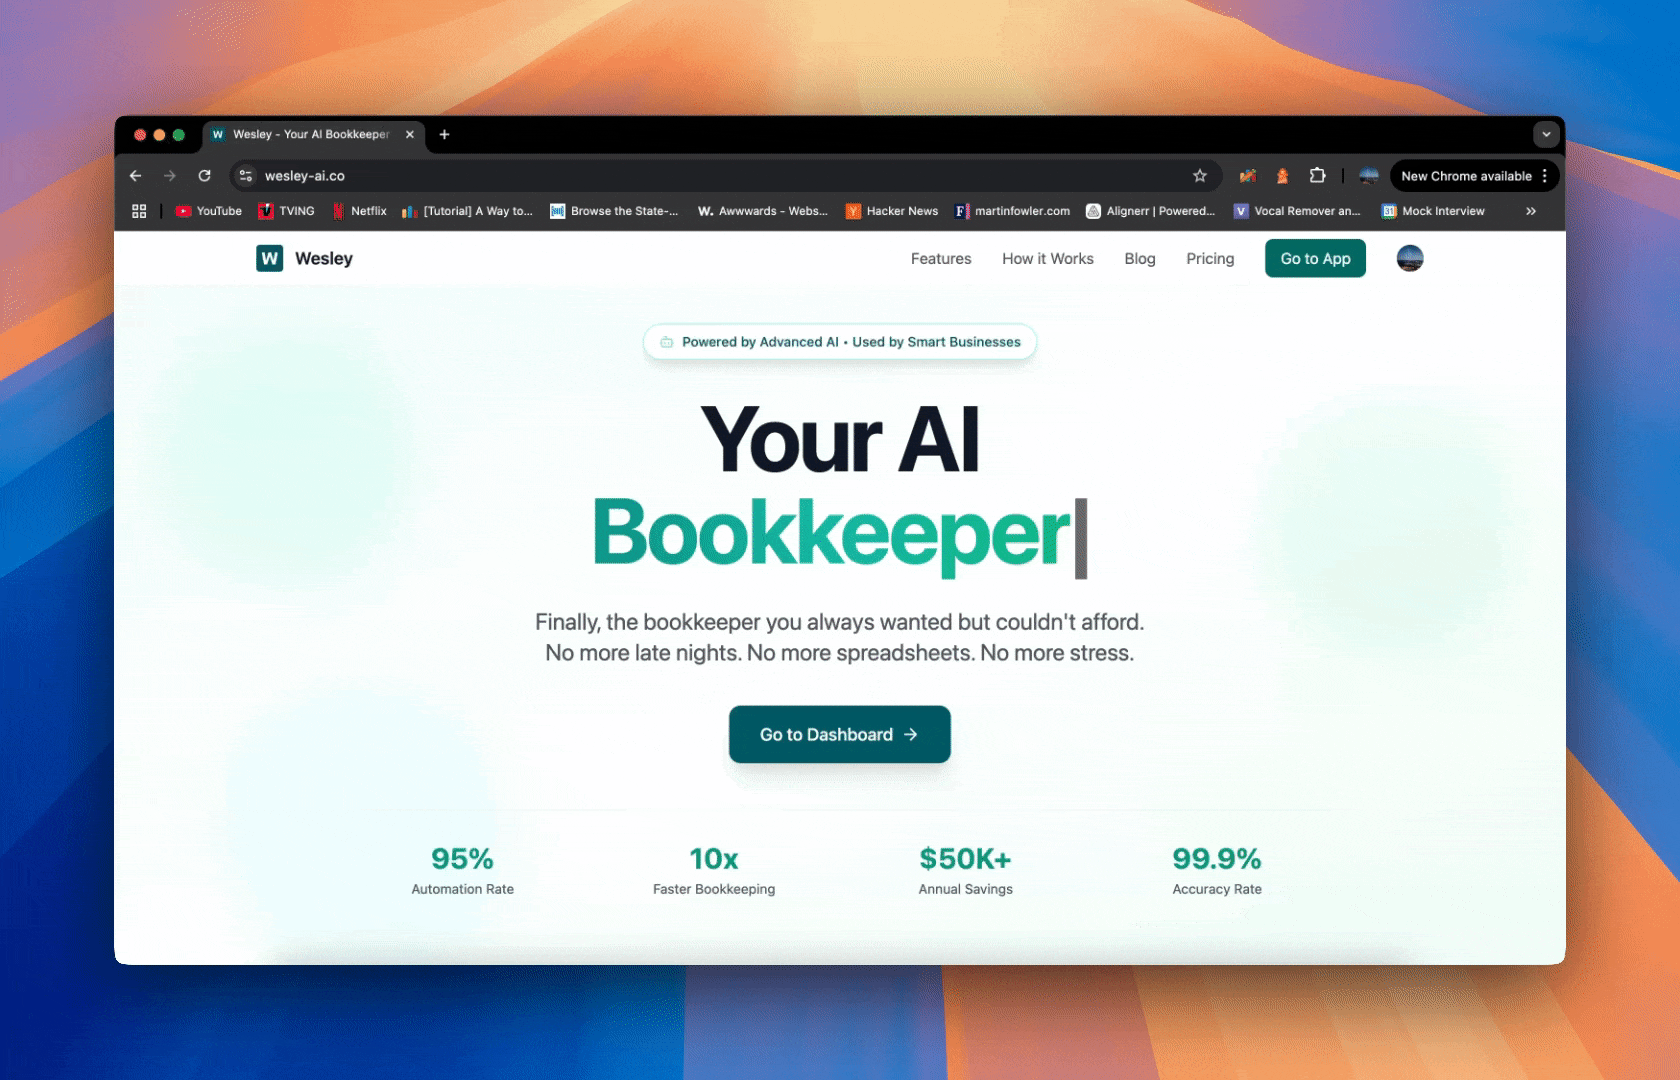 W Wesley - Your AI Bookkeeper
wesley-ai.co
New Chrome available
YouTube TVING Netflix [Tutorial] A Way to... Browse the State-... W. Awwwards - Webs... Y Hacker News F martinfowler.com Alignerr | Powered... V Vocal Remover an... 31 Mock Interview
W Wesley Features How it Works Blog Pricing Go to App
Powered by Advanced AI • Used by Smart Businesses
Your AI
Bookkeeper
Finally, the bookkeeper you always wanted but couldn't afford.
No more late nights. No more spreadsheets. No more stress.
Go to Dashboard →
95% 10x $50K+ 99.9%
Automation Rate Faster Bookkeeping Annual Savings Accuracy Rate